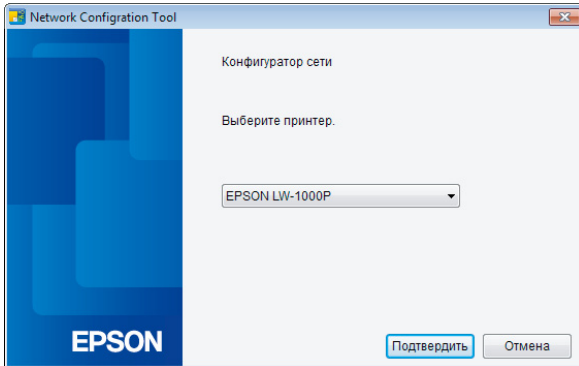 Network Configration Tool
Конфигуратор сети
Выберите принтер.
EPSON LW-1000P
EPSON
Подтвердить
Отмена